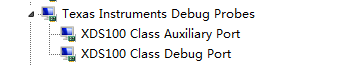 Texas Instruments Debug Probes
XDS100 Class Auxiliary Port
XDS100 Class Debug Port